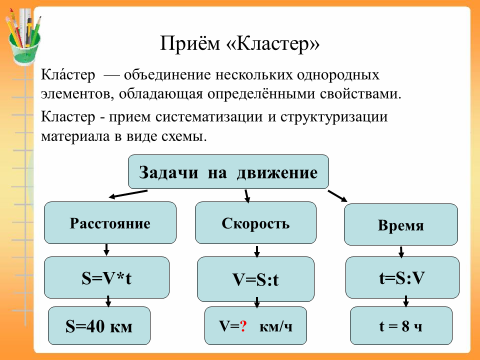 Приём «Кластер»
Кла́стер — объединение нескольких однородных
элементов, обладающая определёнными свойствами.
Кластер - прием систематизации и структуризации
материала в виде схемы.
Задачи на движение
Расстояние
Скорость
Время
S=V*t
V=S:t
t=S:V
S=40 км
V=? км/ч
t = 8 ч